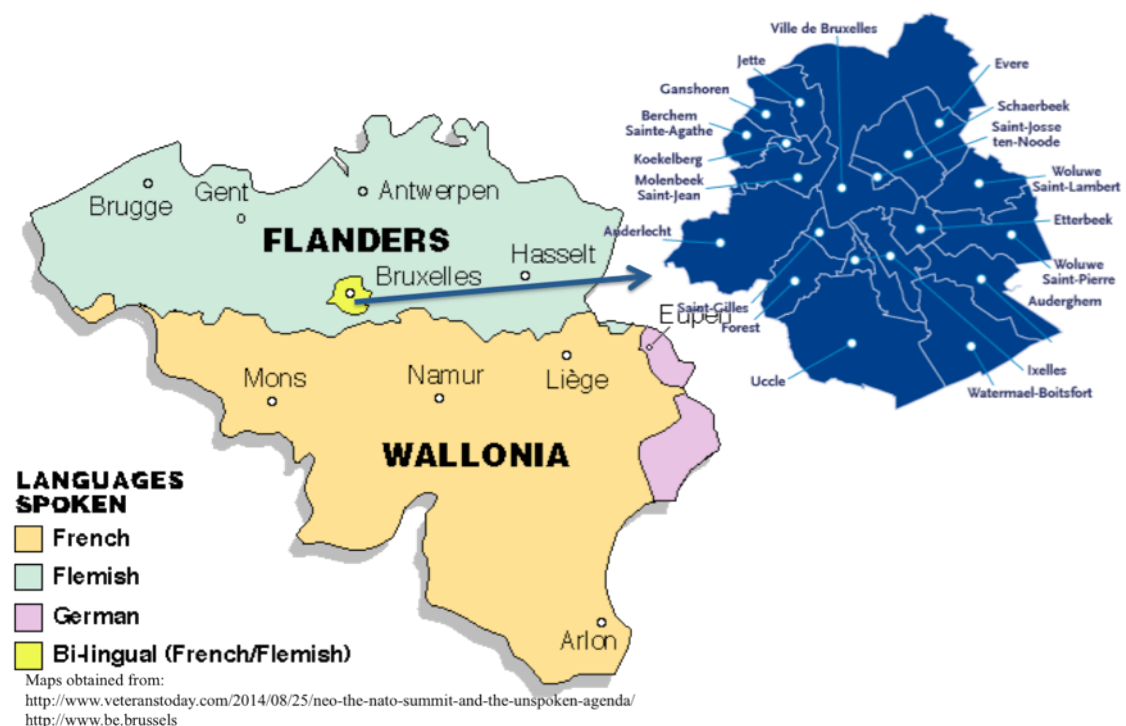 Ville de Bruxelles
Jette
Evere
Ganshoren
Schaerbeek
Berchem
Sainte-Agathe
Saint-Josse
ten-Noode
Koekelberg
Molenbeek
Saint-Jean
Woluwe
Saint-Lambert
Etterbeek
Anderlecht
Woluwe
Saint-Pierre
Auderghem
Saint-Gilles
Forest
Ixelles
Uccle
Watermael-Boitsfort
Brugge
Gent
Antwerpen
FLANDERS
Hasselt
Bruxelles
Eupen
Mons
Namur
Liège
WALLONIA
Arlon
LANGUAGES
SPOKEN
French
Flemish
German
Bi-lingual (French/Flemish)
Maps obtained from:
http://www.veteranstoday.com/2014/08/25/neo-the-nato-summit-and-the-unspoken-agenda/
http://www.be.brussels